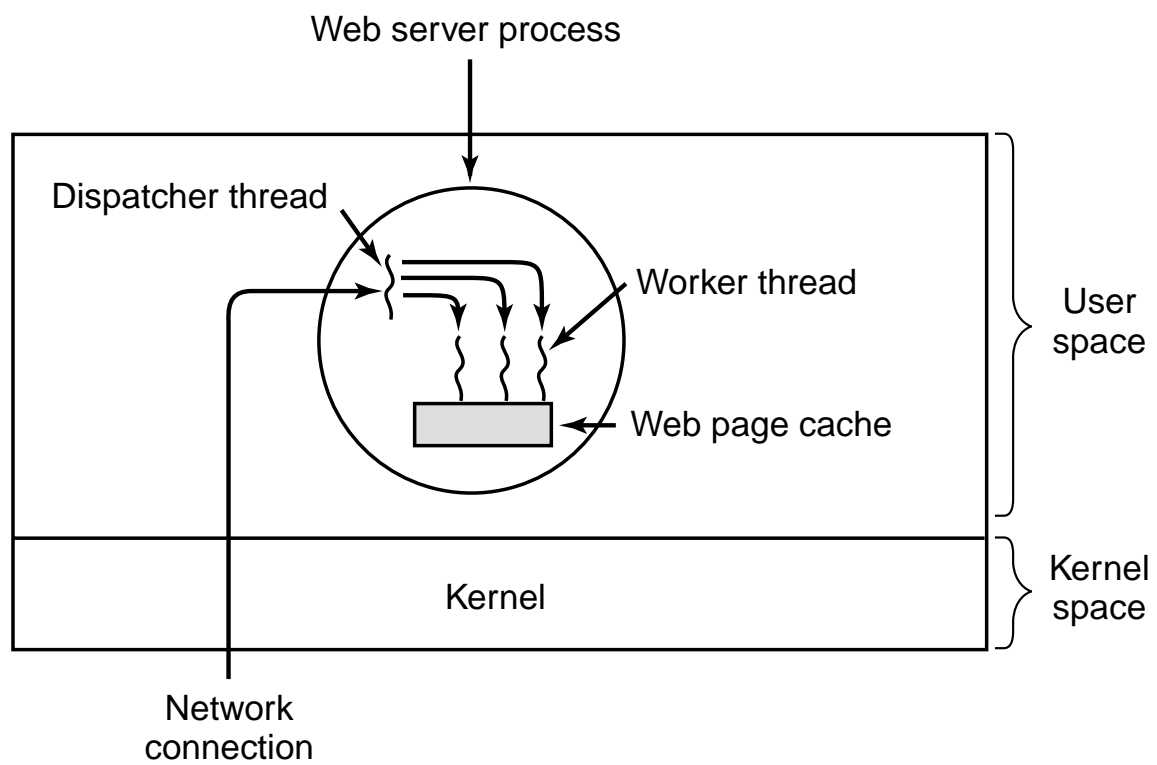 Web server process
Dispatcher thread
Worker thread
Web page cache
User
space
Kernel
Kernel
space
Network
connection